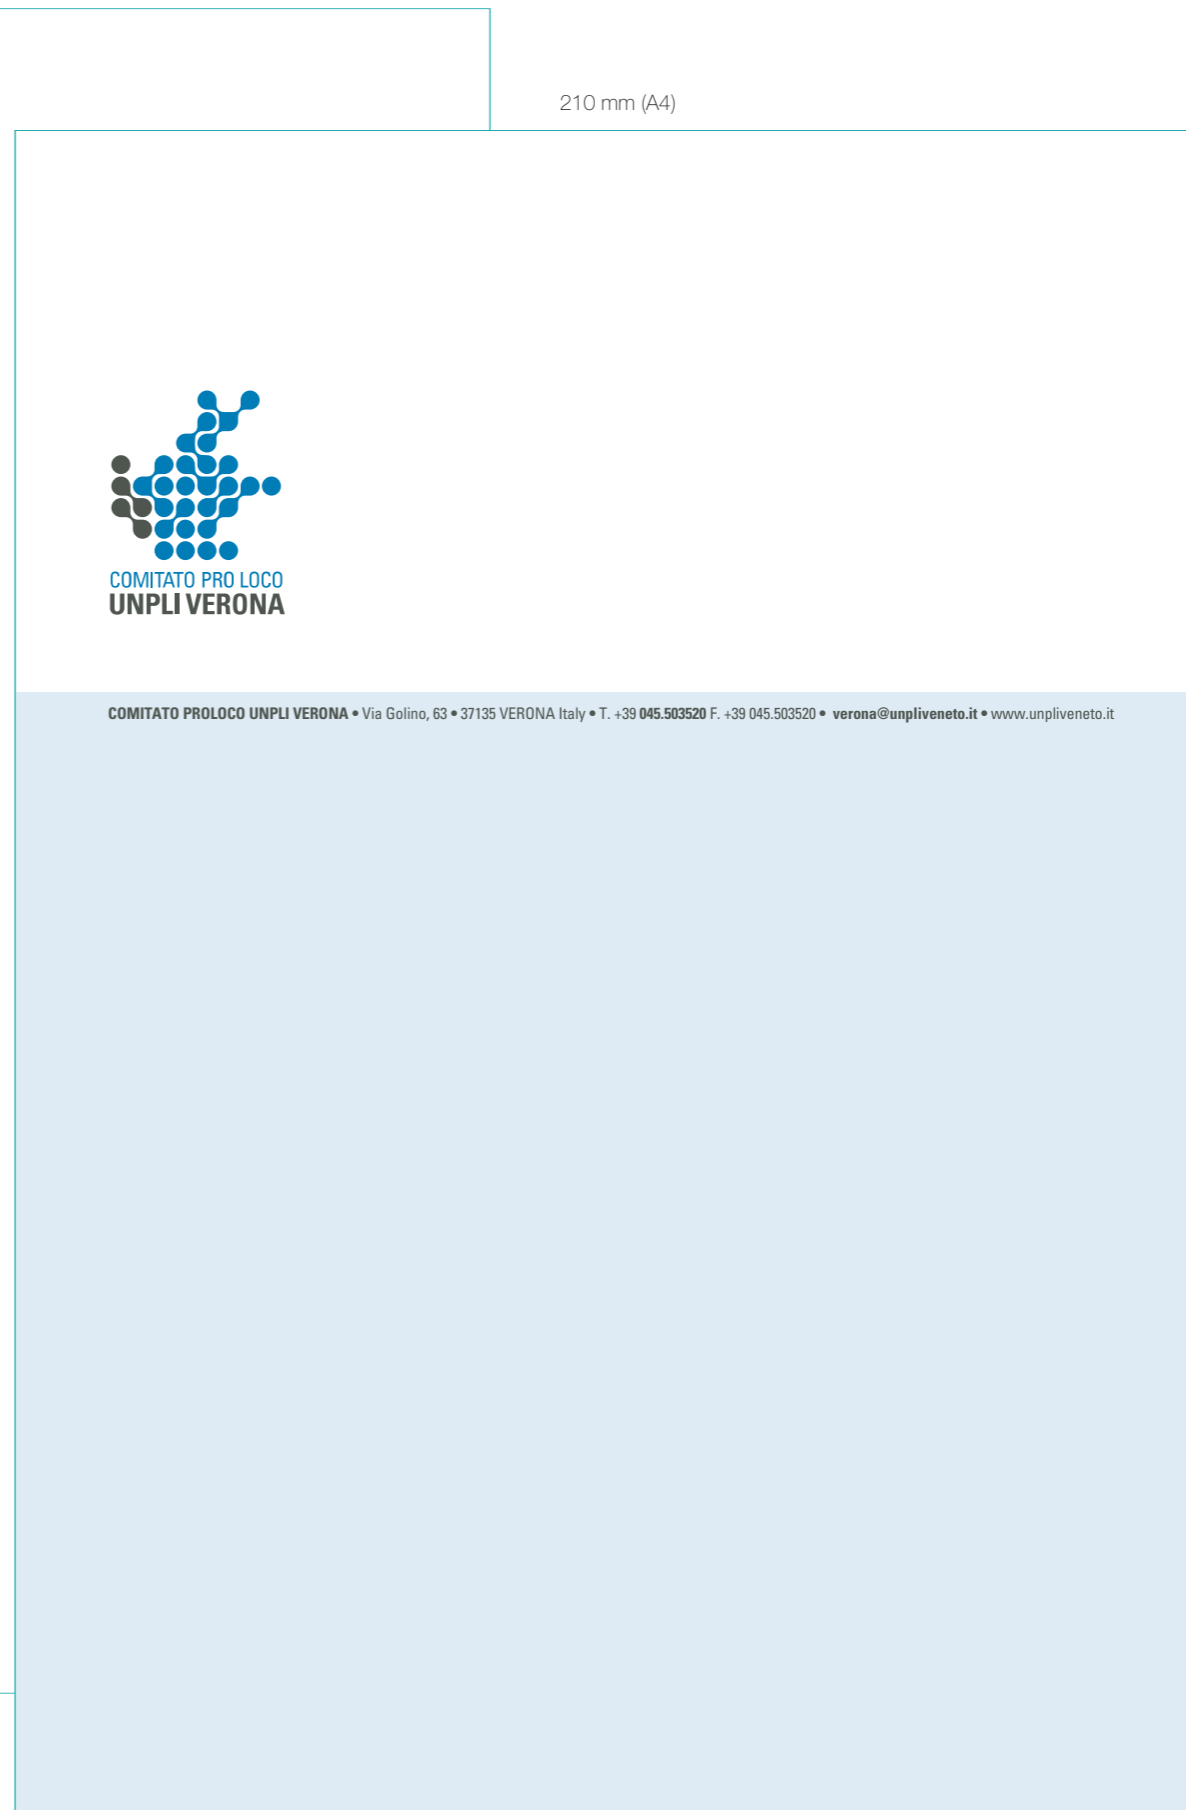 210 mm (A4)
COMITATO PRO LOCO
UNPLI VERONA
COMITATO PROLOCO UNPLI VERONA • Via Golino, 63 • 37135 VERONA Italy • T. +39 045.503520 F. +39 045.503520 • verona@unpliveneto.it • www.unpliveneto.it